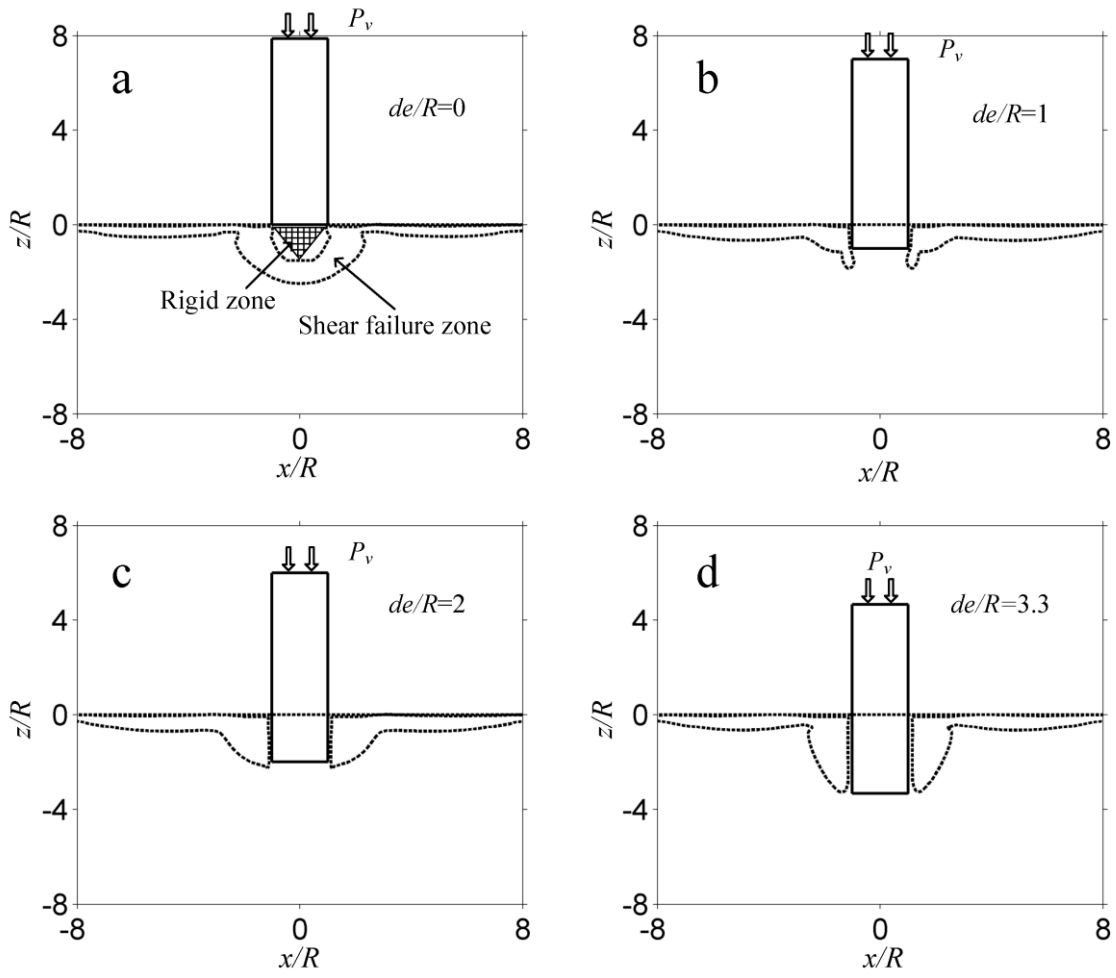 P_v
8
a
de/R=0
4
z/R
0
Rigid zone
Shear failure zone
-4
-8
-8
0
8
x/R
8
P_v
b
de/R=1
4
z/R
0
-4
-8
-8
0
8
x/R
8
P_v
c
de/R=2
4
z/R
0
-4
-8
-8
0
8
x/R
8
P_v
d
de/R=3.3
4
z/R
0
-4
-8
-8
0
8
x/R